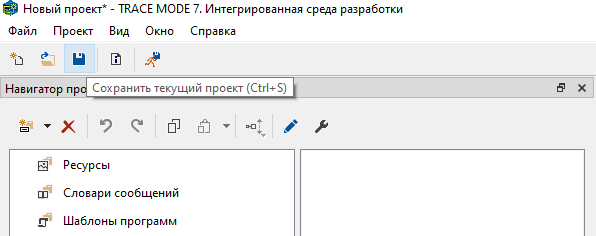 Новый проект* - TRACE MODE 7. Интегрированная среда разработки
Файл Проект Вид Окно Справка
Сохранить текущий проект (Ctrl+S)
Навигатор про
Ресурсы
Словари сообщений
Шаблоны программ